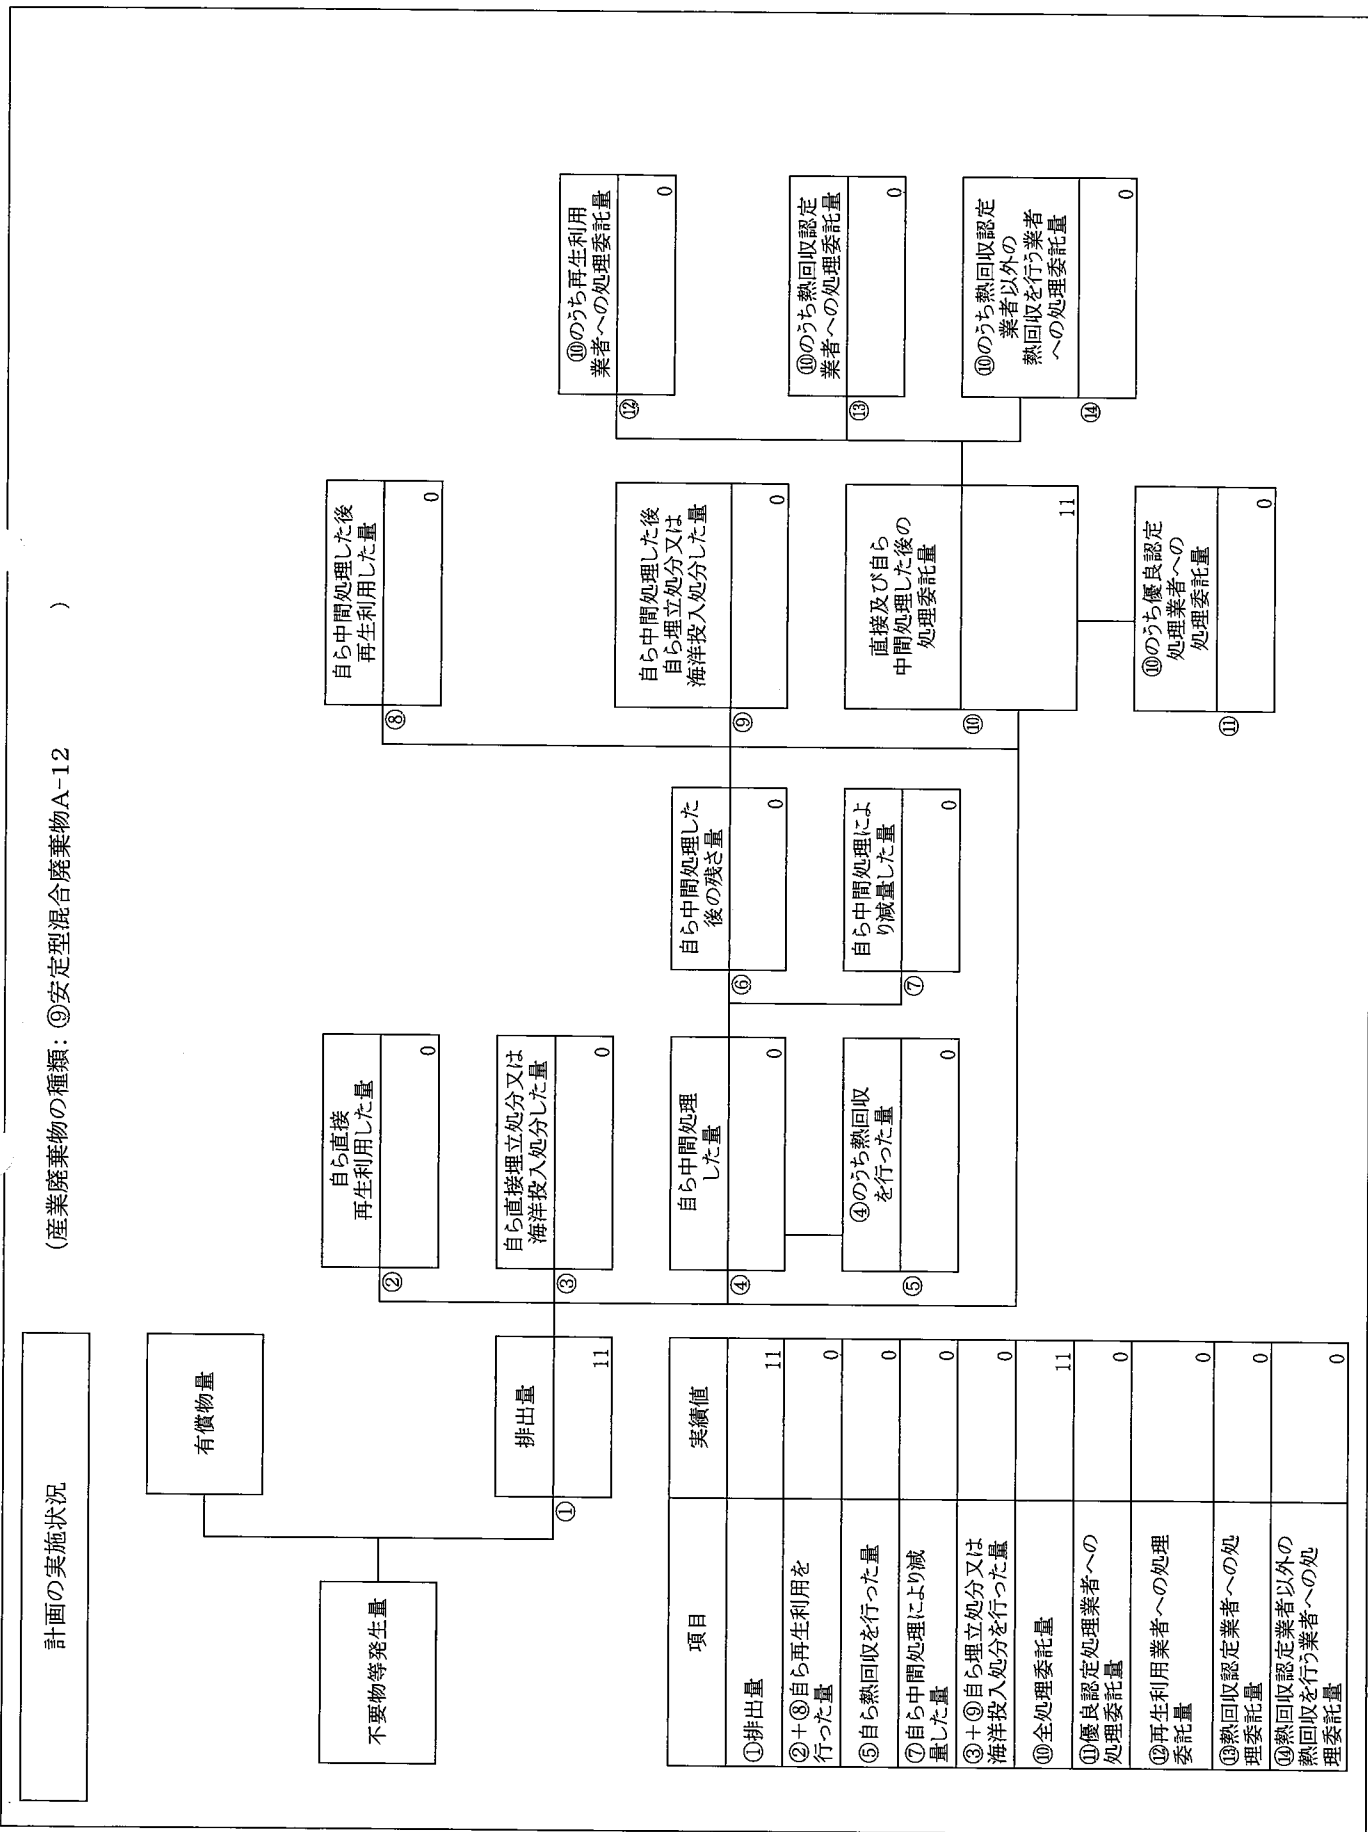 計画の実施状況
(産業廃棄物の種類：⑨安定型混合廃棄物A-12 )
不要物等発生量
有償物量
①
排出量
11
②
自ら直接
再生利用した量
0
③
自ら直接埋立処分又は
海洋投入処分した量
0
④
自ら中間処理
した量
0
⑤
④のうち熱回収
を行った量
0
⑥
自ら中間処理した
後の残さ量
0
⑦
自ら中間処理によ
り減量した量
0
⑧
自ら中間処理した後
再生利用した量
0
⑨
自ら中間処理した後
自ら埋立処分又は
海洋投入処分した量
0
⑩
直接及び自ら
中間処理した後の
処理委託量
11
⑪
⑩のうち優良認定
処理業者への
処理委託量
0
⑫
⑩のうち再生利用
業者への処理委託量
0
⑬
⑩のうち熱回収認定
業者への処理委託量
0
⑭
⑩のうち熱回収認定
業者以外の
熱回収を行う業者
への処理委託量
0
項目 実績値
①排出量 11
②+⑧自ら再生利用を
行った量 0
⑤自ら熱回収を行った量 0
⑦自ら中間処理により減
量した量 0
③+⑨自ら埋立処分又は
海洋投入処分を行った量 0
⑩全処理委託量 11
⑪優良認定処理業者への
処理委託量 0
⑫再生利用業者への処理
委託量 0
⑬熱回収認定業者への処
理委託量 0
⑭熱回収認定業者以外の
熱回収を行う業者への処
理委託量 0